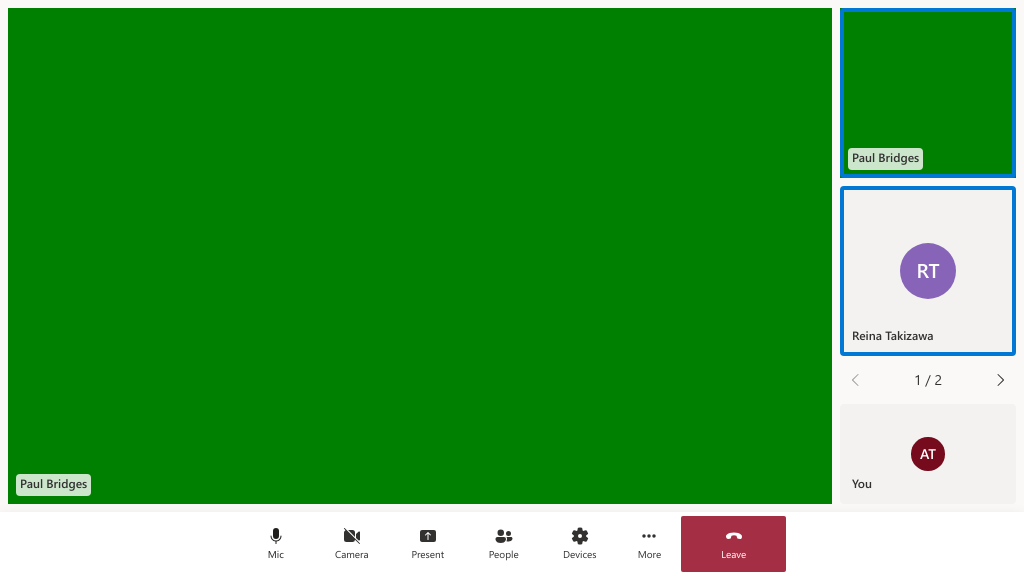 Paul Bridges
Paul Bridges
RT
Reina Takizawa
1 / 2
AT
You
Mic
Camera
Present
People
Devices
More
Leave